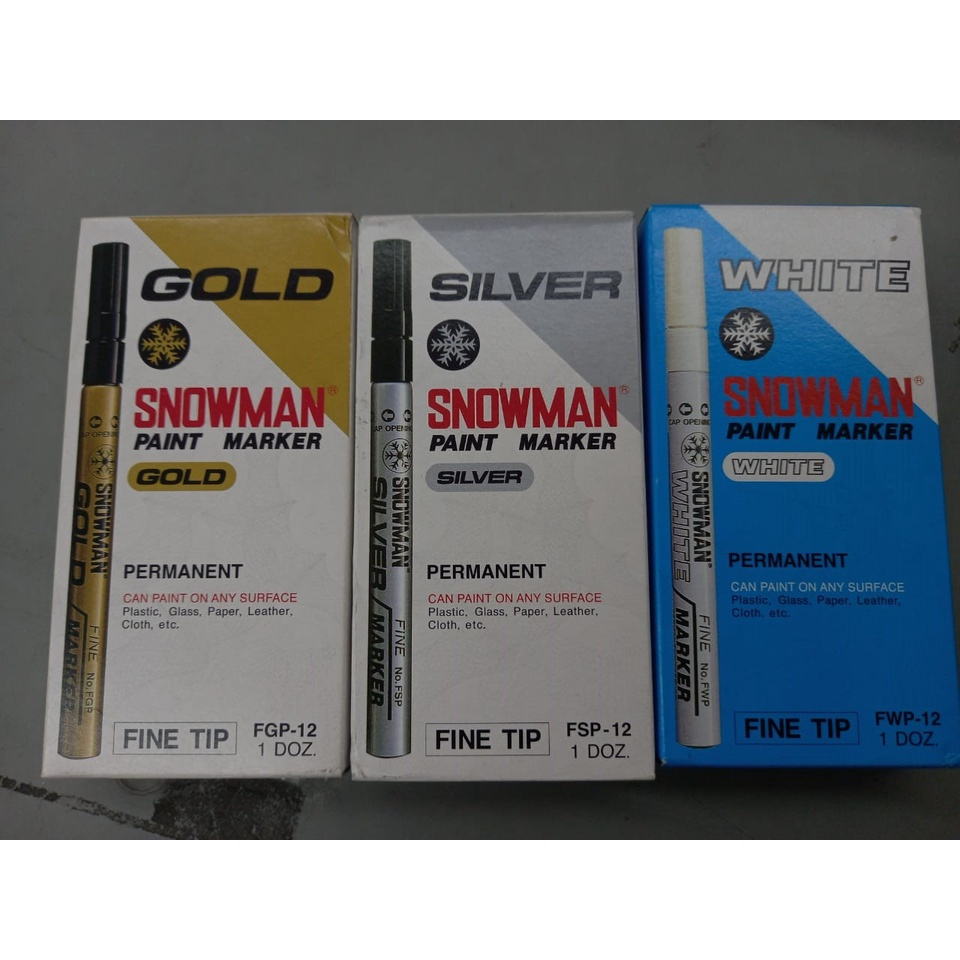 GOLD
SNOWMAN®
PAINT MARKER
GOLD
PERMANENT
CAN PAINT ON ANY SURFACE
Plastic, Glass, Paper, Leather,
Cloth, etc.
FINE TIP
FGP-12
1 DOZ.
CAP OPENING
SNOWMAN
GOLD MARKER
FINE No.FGP
SILVER
SNOWMAN®
PAINT MARKER
SILVER
PERMANENT
CAN PAINT ON ANY SURFACE
Plastic, Glass, Paper, Leather,
Cloth, etc.
FINE TIP
FSP-12
1 DOZ.
CAP OPENING
SNOWMAN
SILVER MARKER
FINE No.FSP
WHITE
SNOWMAN®
PAINT MARKER
WHITE
PERMANENT
CAN PAINT ON ANY SURFACE
Plastic, Glass, Paper, Leather,
Cloth, etc.
FINE TIP
FWP-12
1 DOZ.
CAP OPENING
SNOWMAN
WHITE MARKER
FINE No.FWP